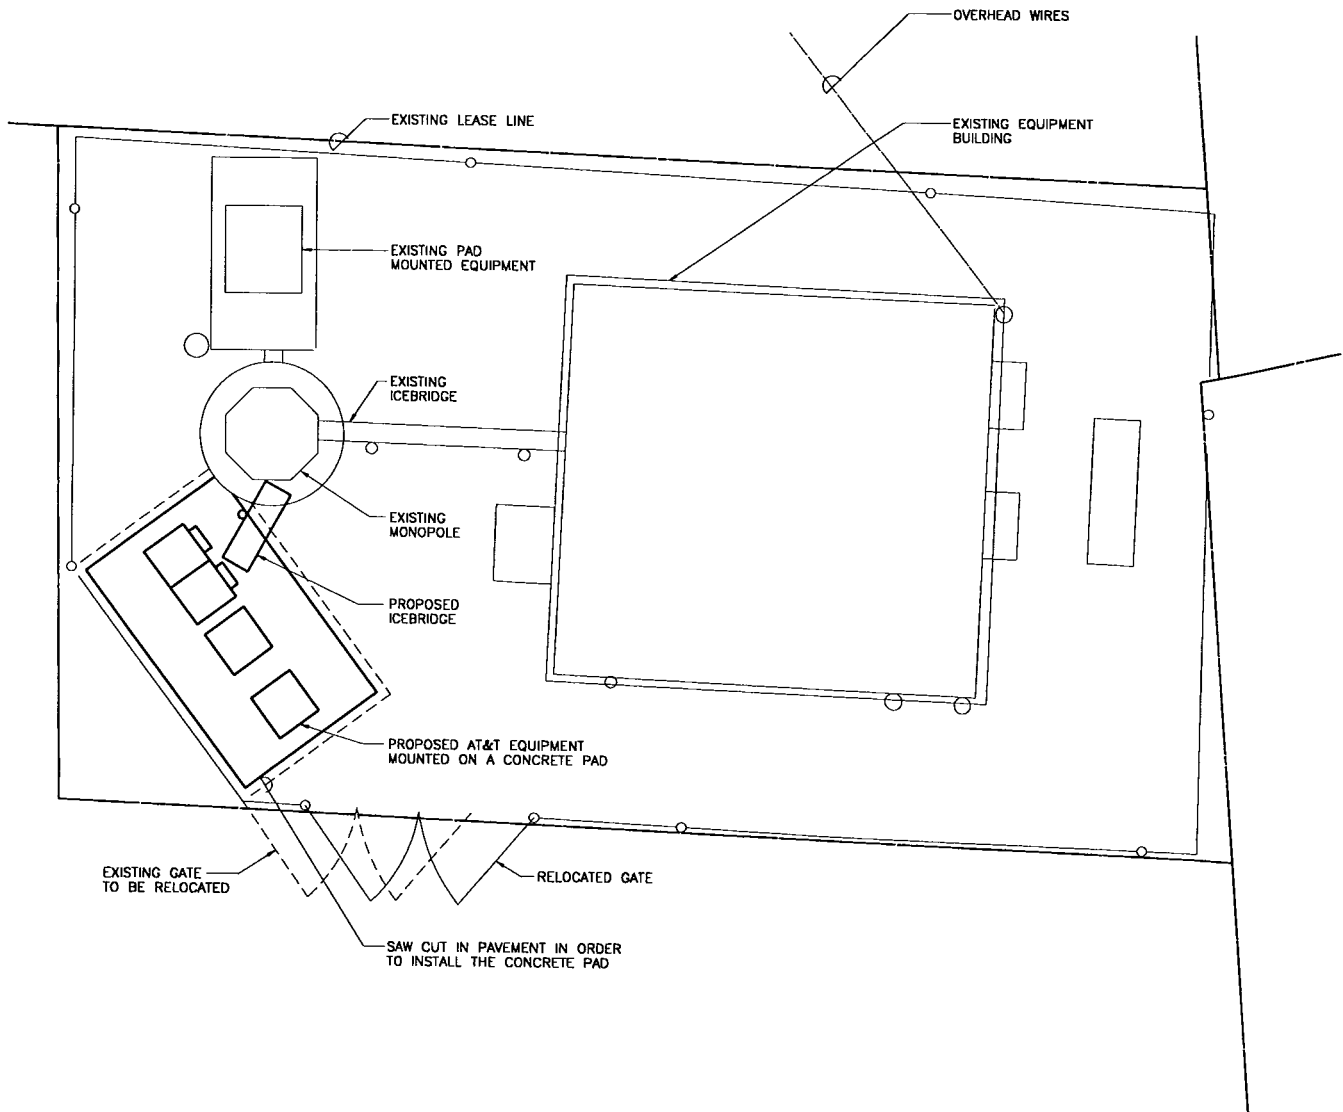 OVERHEAD WIRES
EXISTING LEASE LINE
EXISTING EQUIPMENT
BUILDING
EXISTING PAD
MOUNTED EQUIPMENT
EXISTING
ICEBRIDGE
EXISTING
MONOPOLE
PROPOSED
ICEBRIDGE
PROPOSED AT&T EQUIPMENT
MOUNTED ON A CONCRETE PAD
EXISTING GATE
TO BE RELOCATED
RELOCATED GATE
SAW CUT IN PAVEMENT IN ORDER
TO INSTALL THE CONCRETE PAD